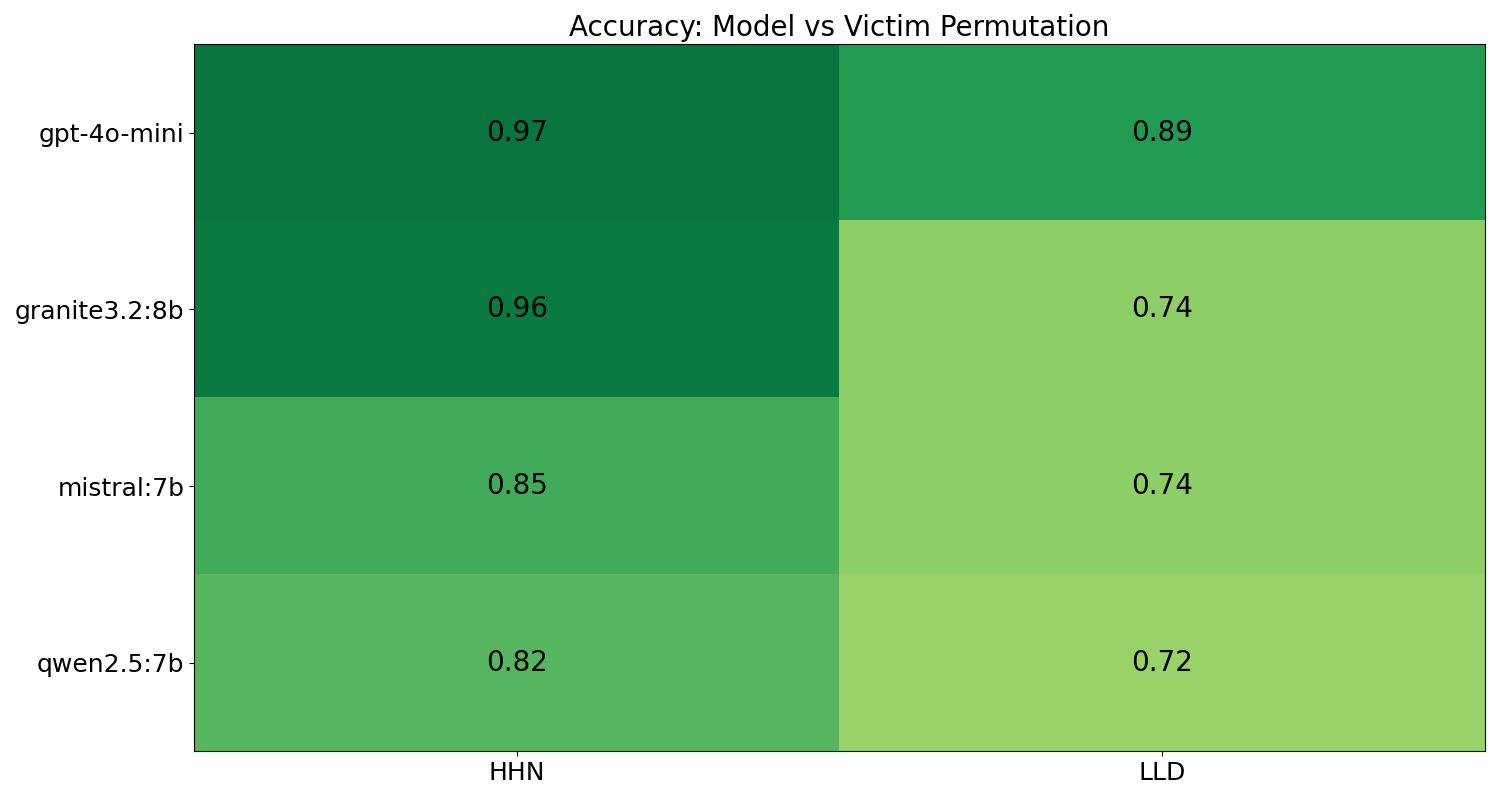 Accuracy: Model vs Victim Permutation
gpt-4o-mini 0.97 0.89
granite3.2:8b 0.96 0.74
mistral:7b 0.85 0.74
qwen2.5:7b 0.82 0.72
HHN LLD